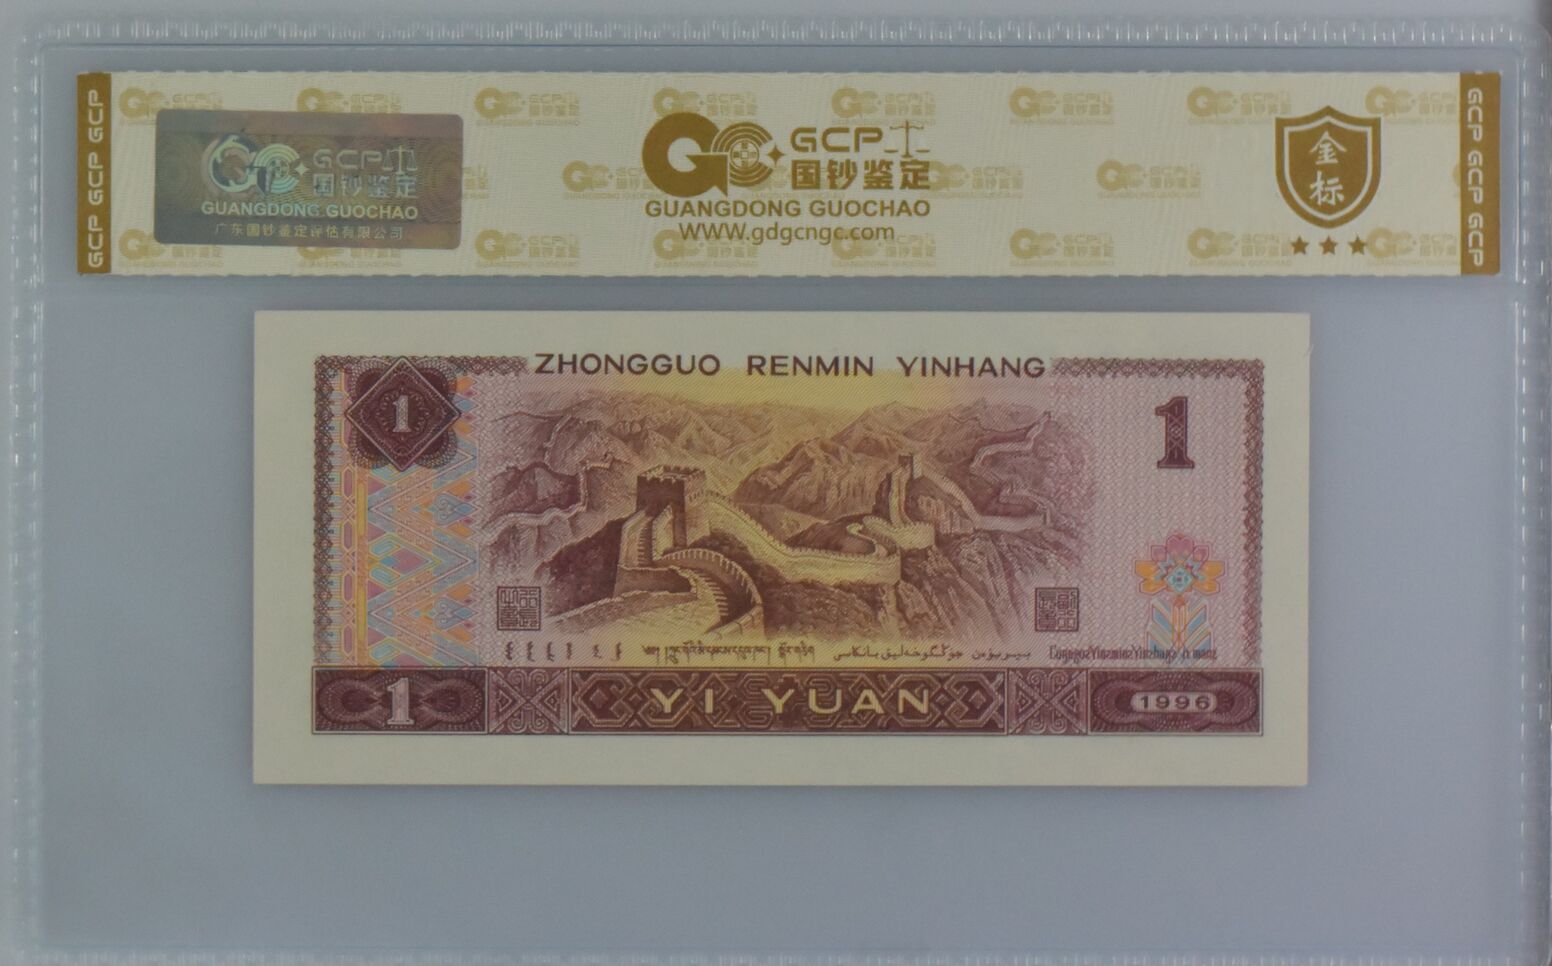 GCP GCP GCP
GCP
国钞鉴定
GUANGDONG GUOCHAO
广东国钞鉴定评估有限公司
GCP
国钞鉴定
GUANGDONG GUOCHAO
WWW.gdgcngc.com
金标
GCP GCP GCP
ZHONGGUO RENMIN YINHANG
1
1
1
YI YUAN
1996